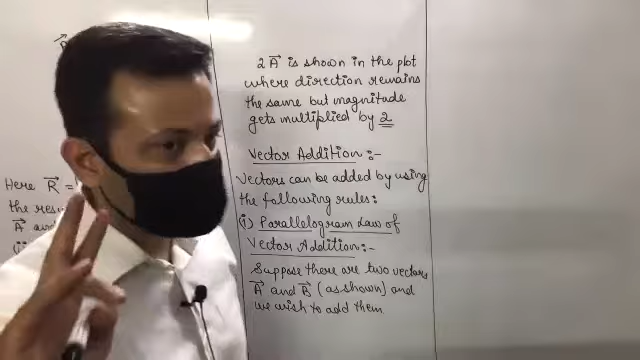 Here R⃗ =
the res
A⃗ and
2A⃗ is shown in the plot
where direction remains
the same but magnitude
gets multiplied by 2
Vector Addition:-
Vectors can be added by using
the following rules:
(i) Parallelogram Law of
Vector Addition:-
Suppose there are two vectors
A⃗ and B⃗ (as shown) and
we wish to add them.